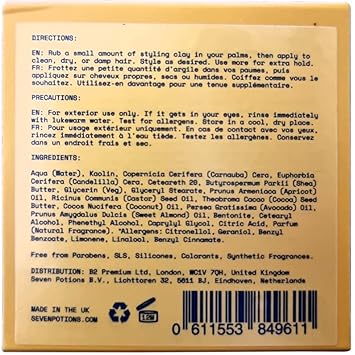 DIRECTIONS:
EN: Rub a small amount of styling clay in your palms, then apply to
clean, dry, or damp hair. Style as desired. Use more for extra hold.
FR: Frottez une petite quantité d'argile dans vos paumes, puis
appliquez sur cheveux propres, secs ou humides. Coiffez comme vous le
souhaitez. Utilisez-en davantage pour une tenue supplémentaire.
PRECAUTIONS:
EN: For exterior use only. If it gets in your eyes, rinse immediately
with lukewarm water. Test for allergens. Store in a cool, dry place.
FR: Pour usage extérieur uniquement. En cas de contact avec vos yeux,
rincez immédiatement à l'eau tiède. Testez les allergènes. Conservez
dans un endroit frais et sec.
INGREDIENTS:
Aqua (Water), Kaolin, Copernicia Cerifera (Carnauba) Cera, Euphorbia
Cerifera (Candelilla) Cera, Ceteareth 20, Butyrospermum Parkii (Shea)
Butter, Glycerin (Veg), Glyceryl Stearate, Prunus Armeniaca (Apricot)
Oil, Ricinus Communis (Castor) Seed Oil, Theobroma Cacao (Cocoa)
Butter, Cocos Nucifera (Coconut) Oil, Persea Gratissima (Avocado) Oil,
Prunus Amygdalus Dulcis (Sweet Almond) Oil, Bentonite, Cetearyl
Alcohol, Phenethyl Alcohol, Caprylyl Glycol, Citric Acid, Parfum
(Natural Fragrance). *Allergens: Citronellol, Geraniol, Benzyl
Benzoate, Limonene, Linalool, Benzyl Cinnamate.
Free from: Parabens, SLS, Silicones, Colorants, Synthetic Fragrances.
DISTRIBUTION: B2 Premium Ltd, London, WC1V 7QH, United Kingdom
Seven Potions B.V., Lichttoren 32, 5611 BJ, Eindhoven, Netherlands
MADE IN THE UK
SEVENPOTIONS.COM
12M
0 611553 849611